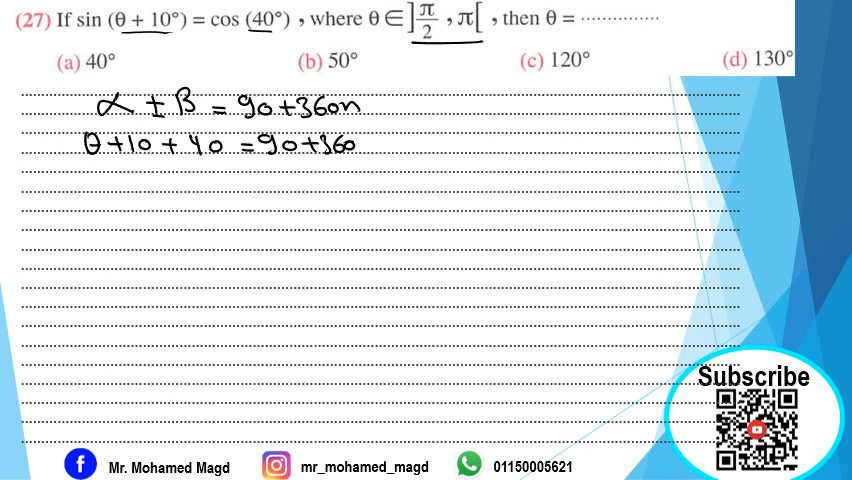 (27) If sin (θ + 10°) = cos (40°) , where θ ∈ ]π/2 , π[ , then θ = ···············
(a) 40° (b) 50° (c) 120° (d) 130°
α ± β = 90+360n
θ+10 + 40 = 90+360
Subscribe
Mr. Mohamed Magd mr_mohamed_magd 01150005621